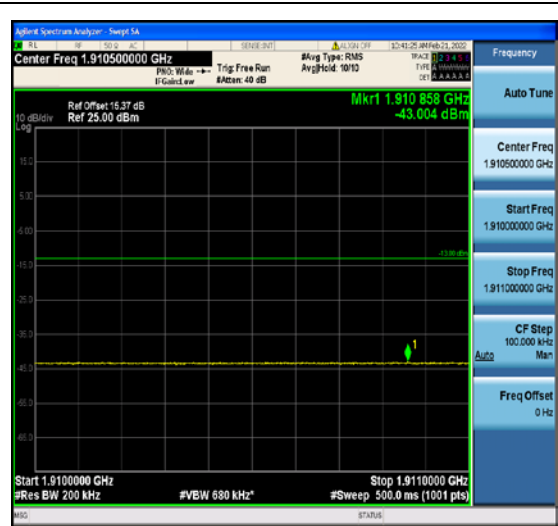 Agilent Spectrum Analyzer - Swept SA
RL RF 50 Ω AC SENSE:INT ALIGN OFF 10:41:25 AM Feb 21, 2022
Center Freq 1.910500000 GHz
PNO: Wide Trig: Free Run
IFGain:Low #Atten: 40 dB
#Avg Type: RMS
Avg|Hold: 10/10
TRACE 1 2 3 4 5 6
TYPE
DET A A A A A A
Frequency
Ref Offset 15.37 dB
10 dB/div Ref 25.00 dBm
Log
Mkr1 1.910 858 GHz
-43.004 dBm
15.0
5.00
-5.00
-15.0
-25.0
-35.0
-45.0
-55.0
-65.0
-13.00 dBm
1
Start 1.9100000 GHz
#Res BW 200 kHz
#VBW 680 kHz*
Stop 1.9110000 GHz
#Sweep 500.0 ms (1001 pts)
Auto Tune
Center Freq
1.910500000 GHz
Start Freq
1.910000000 GHz
Stop Freq
1.911000000 GHz
CF Step
100.000 kHz
Auto Man
Freq Offset
0 Hz
MSG STATUS